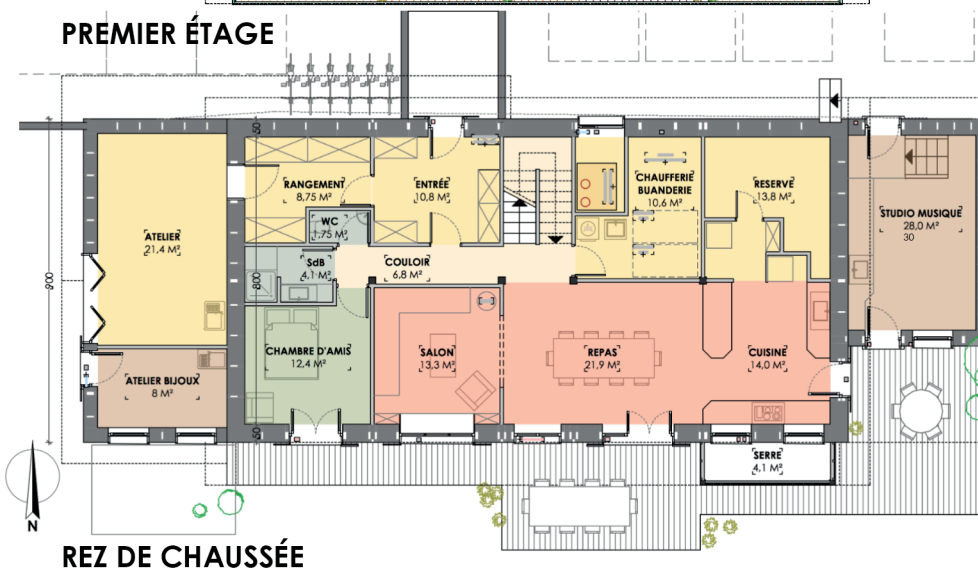 PREMIER ÉTAGE
50
RANGEMENT
8,75 M²
ENTRÉE
10,8 M²
CHAUFFERIE
BUANDERIE
10,6 M²
RESERVE
13,8 M²
STUDIO MUSIQUE
28,0 M²
30
WC
1,75 M²
ATELIER
21,4 M²
SdB
4,1 M²
COULOIR
6,8 M²
900
800
CHAMBRE D'AMIS
12,4 M²
SALON
13,3 M²
REPAS
21,9 M²
CUISINE
14,0 M²
ATELIER BIJOUX
8 M²
50
SERRE
4,1 M²
N
REZ DE CHAUSSÉE